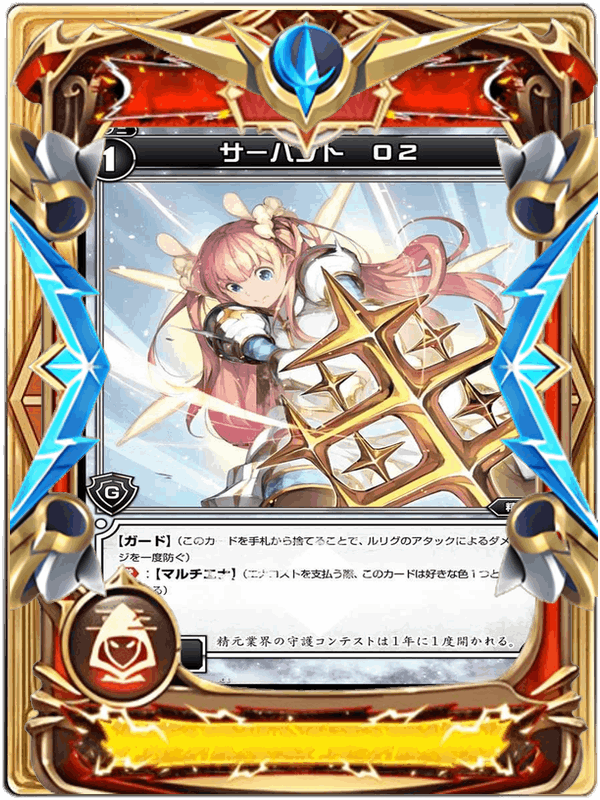 1
サーバント 02
G
【ガード】（このカードを手札から捨てることで、ルリグのアタックによるダメ
ジを一度防ぐ）
：【マルチエナ】（エナコストを支払う際、このカードは好きな色1つと
る）
精元業界の守護コンテストは1年に1度開かれる。